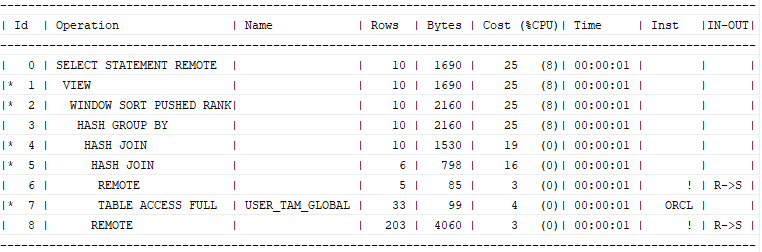 --------------------------------------------------------------------------------------------------------------
| Id  | Operation                | Name            | Rows  | Bytes | Cost (%CPU)| Time     | Inst   |IN-OUT|
--------------------------------------------------------------------------------------------------------------
|   0 | SELECT STATEMENT REMOTE  |                 |    10 |  1690 |    25   (8)| 00:00:01 |        |      |
|*  1 |  VIEW                    |                 |    10 |  1690 |    25   (8)| 00:00:01 |        |      |
|*  2 |   WINDOW SORT PUSHED RANK|                 |    10 |  2160 |    25   (8)| 00:00:01 |        |      |
|   3 |    HASH GROUP BY         |                 |    10 |  2160 |    25   (8)| 00:00:01 |        |      |
|*  4 |     HASH JOIN            |                 |    10 |  1530 |    19   (0)| 00:00:01 |        |      |
|*  5 |      HASH JOIN           |                 |     6 |   798 |    16   (0)| 00:00:01 |        |      |
|   6 |       REMOTE             |                 |     5 |    85 |     3   (0)| 00:00:01 |      ! | R->S |
|*  7 |       TABLE ACCESS FULL  | USER_TAM_GLOBAL |    33 |    99 |     4   (0)| 00:00:01 |   ORCL |      |
|   8 |      REMOTE              |                 |   203 |  4060 |     3   (0)| 00:00:01 |      ! | R->S |
--------------------------------------------------------------------------------------------------------------